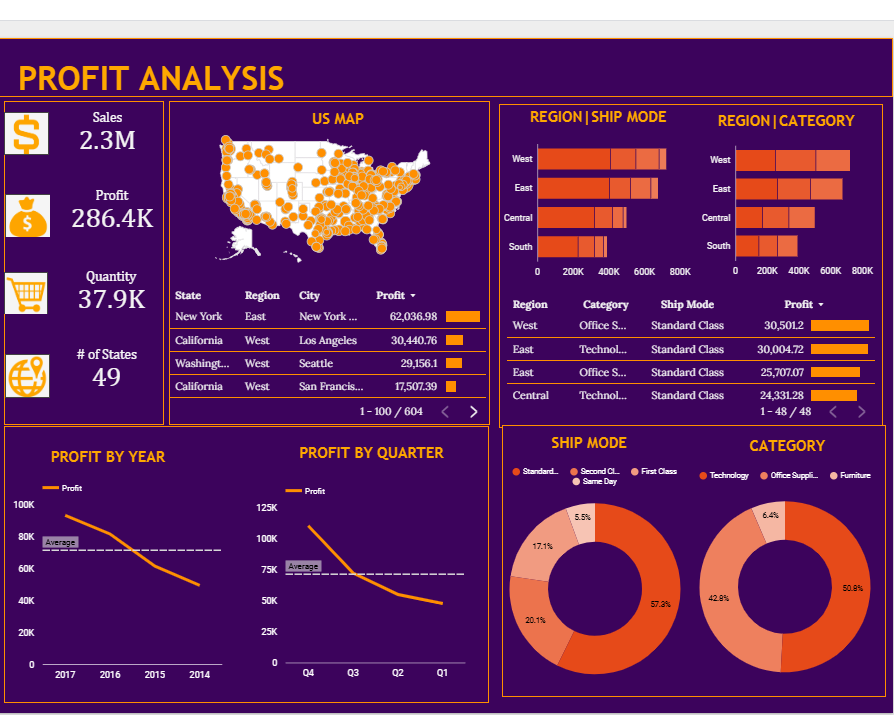 PROFIT ANALYSIS
Sales
2.3M
Profit
286.4K
Quantity
37.9K
# of States
49
US MAP
State Region City Profit
New York East New York ... 62,036.98
California West Los Angeles 30,440.76
Washingt... West Seattle 29,156.1
California West San Francis... 17,507.39
1 - 100 / 604
REGION|SHIP MODE
West
East
Central
South
0 200K 400K 600K 800K
REGION|CATEGORY
West
East
Central
South
0 200K 400K 600K 800K
Region Category Ship Mode Profit
West Office S... Standard Class 30,501.2
East Technol... Standard Class 30,004.72
East Office S... Standard Class 25,707.07
Central Technol... Standard Class 24,331.28
1 - 48 / 48
PROFIT BY YEAR
Profit
100K
80K
60K
40K
20K
0
Average
2017 2016 2015 2014
PROFIT BY QUARTER
Profit
125K
100K
75K
50K
25K
0
Average
Q4 Q3 Q2 Q1
SHIP MODE
Standard... Second Cl... First Class
Same Day
5.5%
17.1%
20.1%
57.3%
CATEGORY
Technology Office Suppli... Furniture
6.4%
42.8%
50.8%